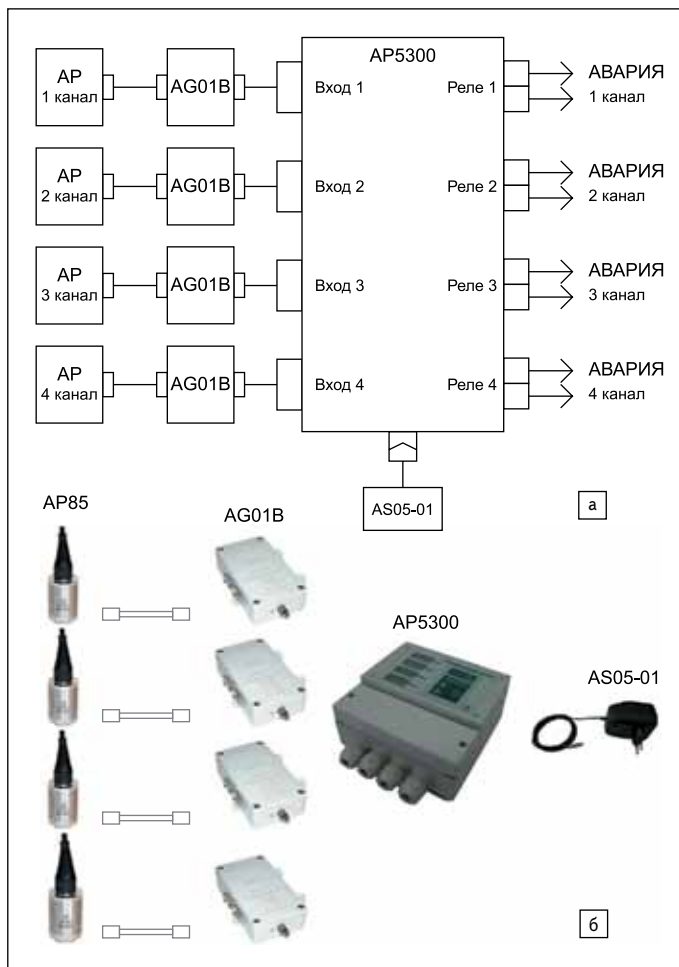 AP5300
AP
1 канал
AG01B
Вход 1
Реле 1
АВАРИЯ
1 канал
AP
2 канал
AG01B
Вход 2
Реле 2
АВАРИЯ
2 канал
AP
3 канал
AG01B
Вход 3
Реле 3
АВАРИЯ
3 канал
AP
4 канал
AG01B
Вход 4
Реле 4
АВАРИЯ
4 канал
AS05-01
а
AP85
AG01B
AP5300
AS05-01
б